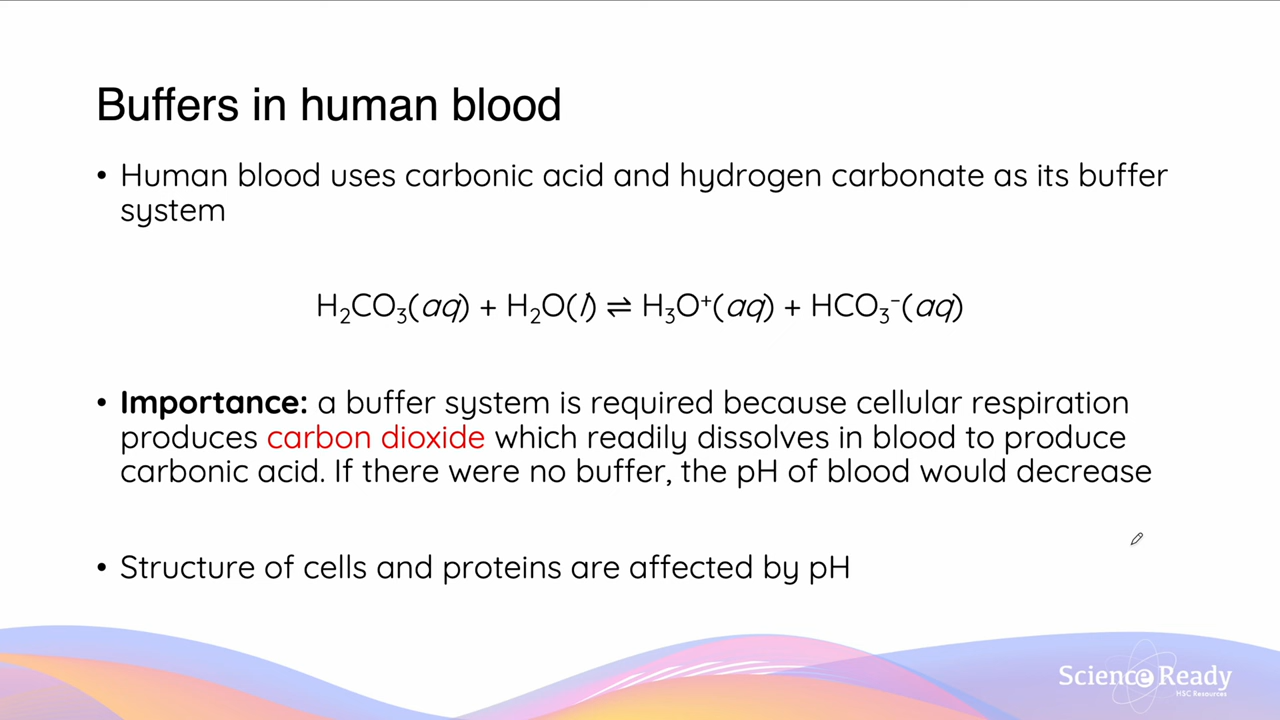 Buffers in human blood
• Human blood uses carbonic acid and hydrogen carbonate as its buffer
system
H₂CO₃(aq) + H₂O(l) ⇌ H₃O⁺(aq) + HCO₃⁻(aq)
• Importance: a buffer system is required because cellular respiration
produces carbon dioxide which readily dissolves in blood to produce
carbonic acid. If there were no buffer, the pH of blood would decrease
• Structure of cells and proteins are affected by pH
Science Ready
HSC Resources